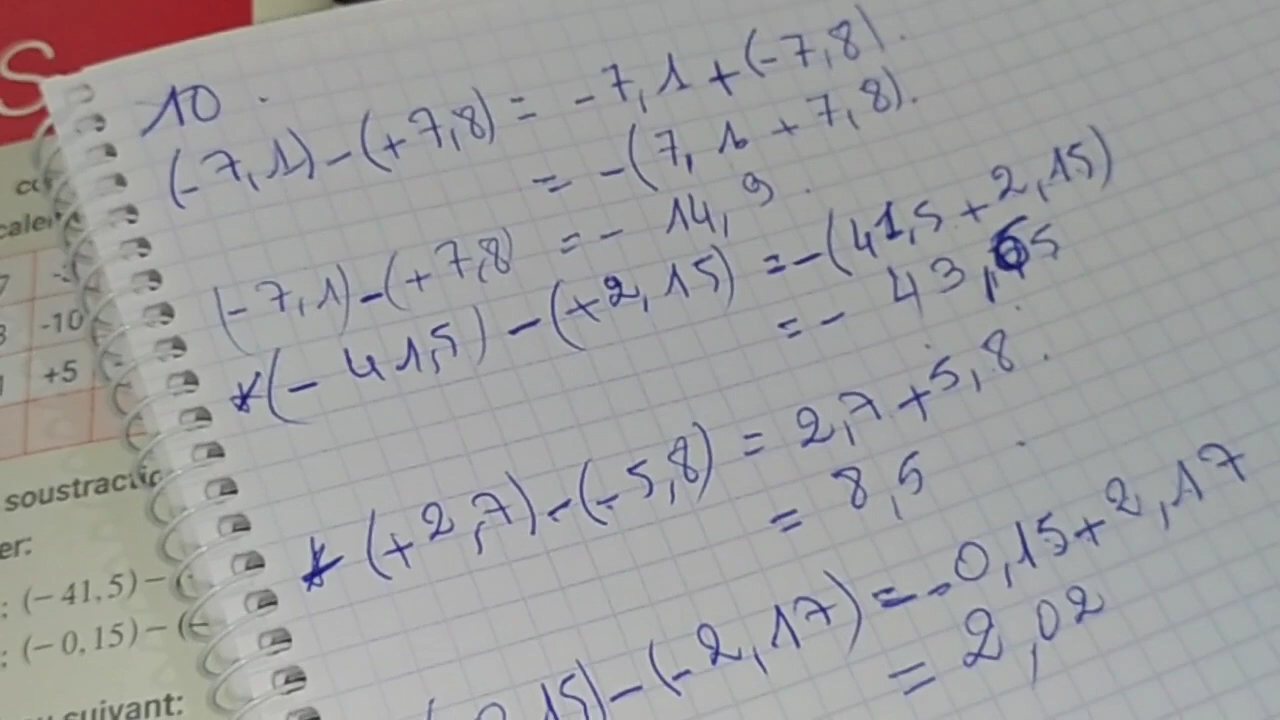 10.
(-7,1)-(+7,8) = -7,1+(-7,8).
= -(7,1+7,8).
(-7,1)-(+7,8) = -14,9.
*(-41,5)-(+2,15) = -(41,5+2,15)
= -43,65
*(+2,7)-(-5,8) = 2,7+5,8.
= 8,5
0,15)-(-2,17) = -0,15+2,17
= 2,02
S
-10
+5
soustractic
er:
: (-41,5)-
: (-0,15)-(-
suivant: